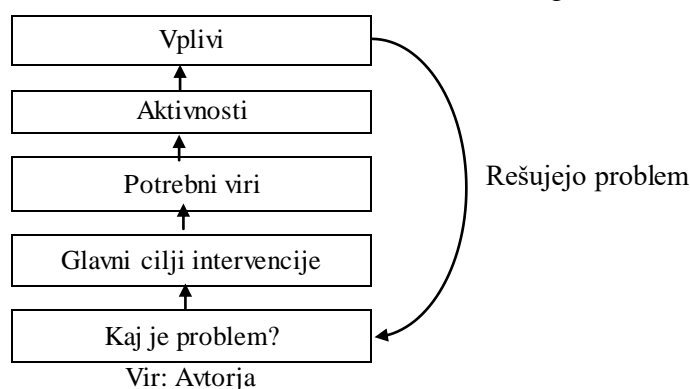 Vplivi
Aktivnosti
Potrebni viri
Rešujejo problem
Glavni cilji intervencije
Kaj je problem?
Vir: Avtorja